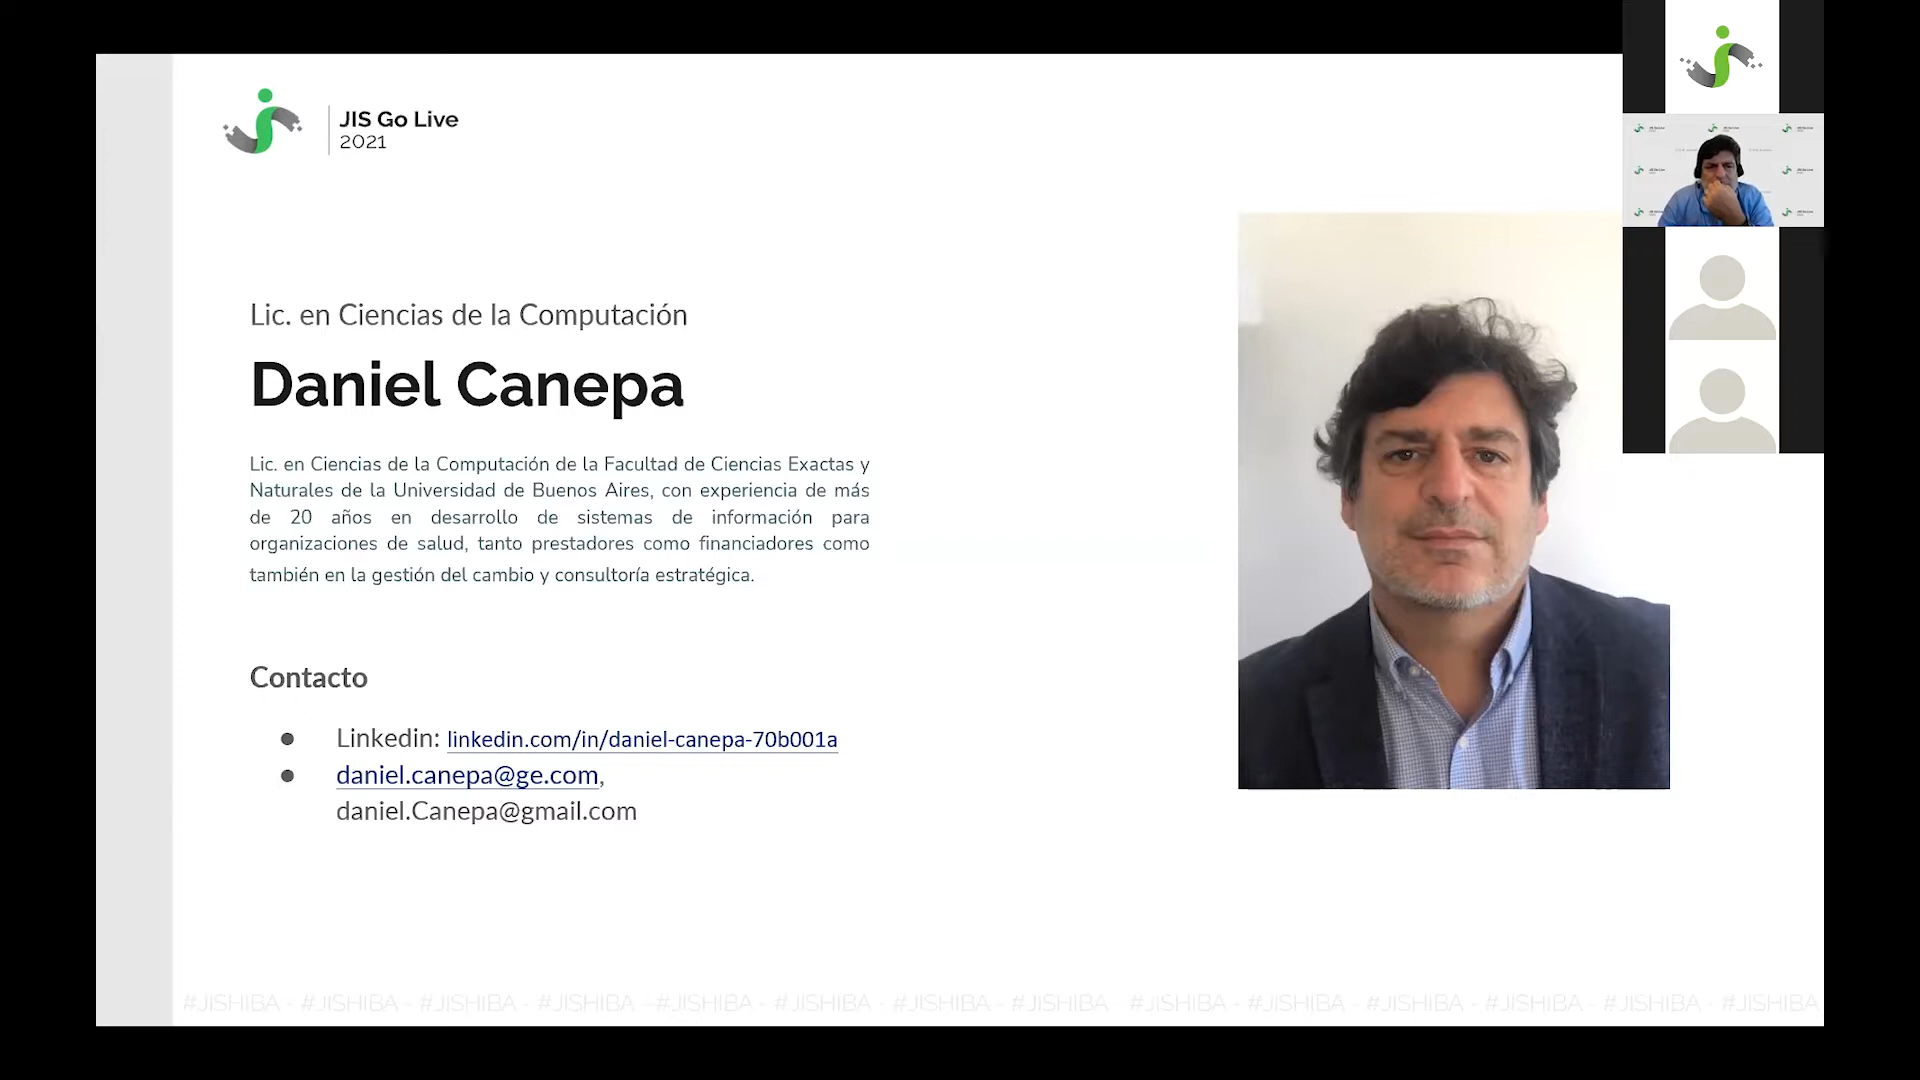 JIS Go Live
2021
Lic. en Ciencias de la Computación
Daniel Canepa
Lic. en Ciencias de la Computación de la Facultad de Ciencias Exactas y
Naturales de la Universidad de Buenos Aires, con experiencia de más
de 20 años en desarrollo de sistemas de información para
organizaciones de salud, tanto prestadores como financiadores como
también en la gestión del cambio y consultoría estratégica.
Contacto
● Linkedin: linkedin.com/in/daniel-canepa-70b001a
● daniel.canepa@ge.com,
daniel.Canepa@gmail.com
#JISHIBA - #JISHIBA - #JISHIBA - #JISHIBA - #JISHIBA - #JISHIBA - #JISHIBA - #JISHIBA - #JISHIBA - #JISHIBA - #JISHIBA - #JISHIBA - #JISHIBA - #JISHIBA